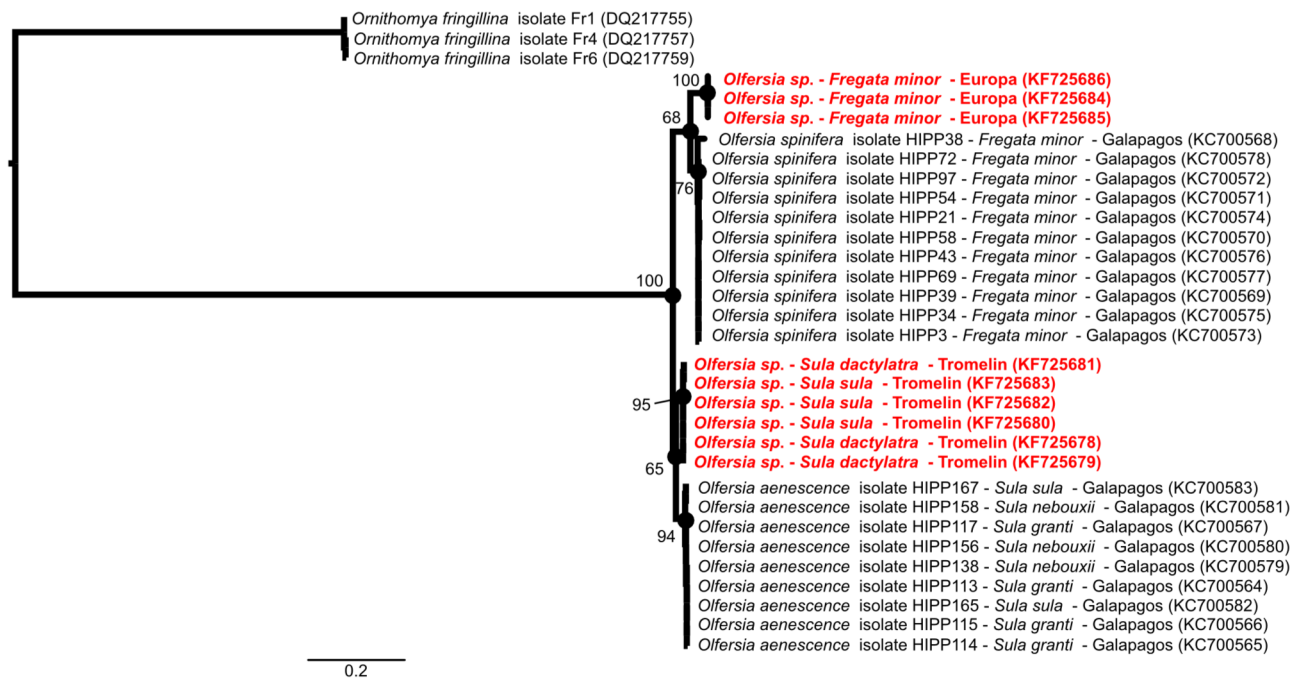 Ornithomya fringillina isolate Fr1 (DQ217755)
Ornithomya fringillina isolate Fr4 (DQ217757)
Ornithomya fringillina isolate Fr6 (DQ217759)
100
Olfersia sp. - Fregata minor - Europa (KF725686)
Olfersia sp. - Fregata minor - Europa (KF725684)
68
Olfersia sp. - Fregata minor - Europa (KF725685)
Olfersia spinifera isolate HIPP38 - Fregata minor - Galapagos (KC700568)
Olfersia spinifera isolate HIPP72 - Fregata minor - Galapagos (KC700578)
76
Olfersia spinifera isolate HIPP97 - Fregata minor - Galapagos (KC700572)
Olfersia spinifera isolate HIPP54 - Fregata minor - Galapagos (KC700571)
Olfersia spinifera isolate HIPP21 - Fregata minor - Galapagos (KC700574)
Olfersia spinifera isolate HIPP58 - Fregata minor - Galapagos (KC700570)
Olfersia spinifera isolate HIPP43 - Fregata minor - Galapagos (KC700576)
Olfersia spinifera isolate HIPP69 - Fregata minor - Galapagos (KC700577)
100
Olfersia spinifera isolate HIPP39 - Fregata minor - Galapagos (KC700569)
Olfersia spinifera isolate HIPP34 - Fregata minor - Galapagos (KC700575)
Olfersia spinifera isolate HIPP3 - Fregata minor - Galapagos (KC700573)
Olfersia sp. - Sula dactylatra - Tromelin (KF725681)
Olfersia sp. - Sula sula - Tromelin (KF725683)
95
Olfersia sp. - Sula sula - Tromelin (KF725682)
Olfersia sp. - Sula sula - Tromelin (KF725680)
Olfersia sp. - Sula dactylatra - Tromelin (KF725678)
65
Olfersia sp. - Sula dactylatra - Tromelin (KF725679)
Olfersia aenescence isolate HIPP167 - Sula sula - Galapagos (KC700583)
Olfersia aenescence isolate HIPP158 - Sula nebouxii - Galapagos (KC700581)
Olfersia aenescence isolate HIPP117 - Sula granti - Galapagos (KC700567)
94
Olfersia aenescence isolate HIPP156 - Sula nebouxii - Galapagos (KC700580)
Olfersia aenescence isolate HIPP138 - Sula nebouxii - Galapagos (KC700579)
Olfersia aenescence isolate HIPP113 - Sula granti - Galapagos (KC700564)
Olfersia aenescence isolate HIPP165 - Sula sula - Galapagos (KC700582)
Olfersia aenescence isolate HIPP115 - Sula granti - Galapagos (KC700566)
Olfersia aenescence isolate HIPP114 - Sula granti - Galapagos (KC700565)
0.2